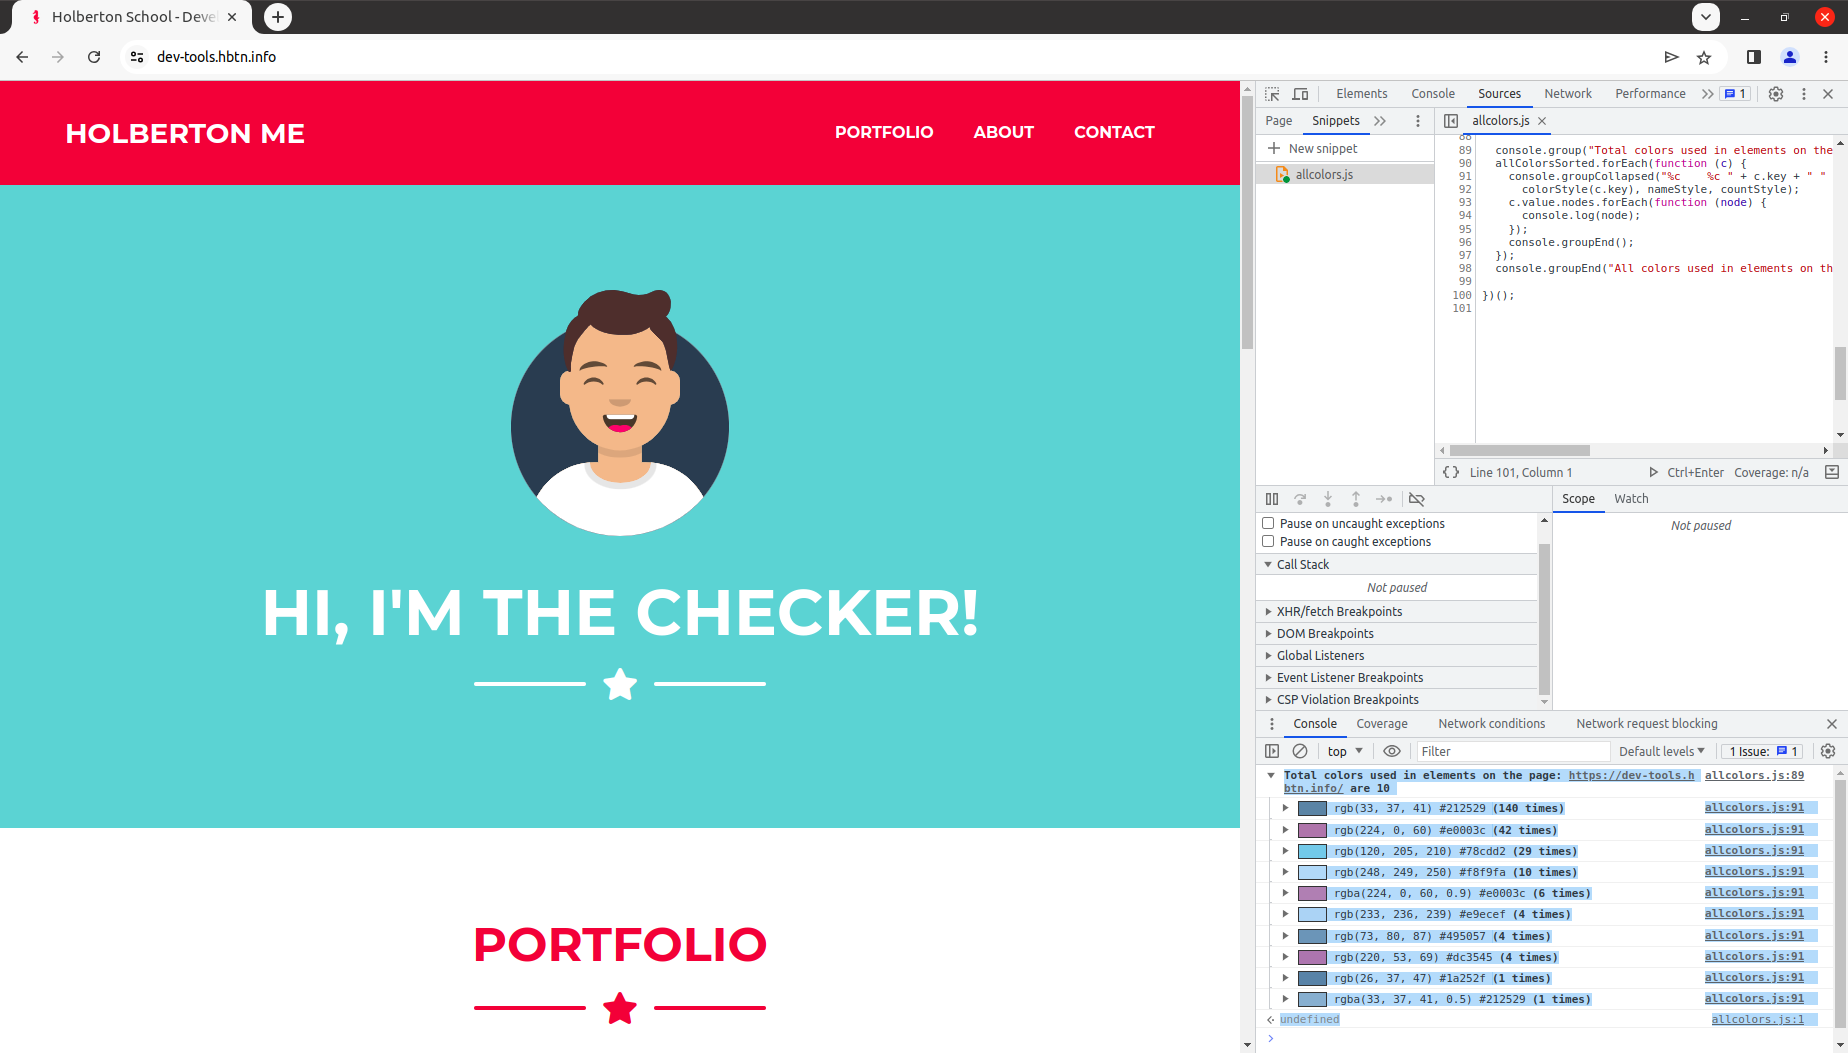 Holberton School - Deve
dev-tools.hbtn.info
HOLBERTON ME
PORTFOLIO
ABOUT
CONTACT
HI, I'M THE CHECKER!
PORTFOLIO
Elements
Console
Sources
Network
Performance
1
Page
Snippets
allcolors.js
New snippet
allcolors.js
88
89 console.group("Total colors used in elements on the
90 allColorsSorted.forEach(function (c) {
91 console.groupCollapsed("%c    %c " + c.key + " "
92 colorStyle(c.key), nameStyle, countStyle);
93 c.value.nodes.forEach(function (node) {
94 console.log(node);
95 });
96 console.groupEnd();
97 });
98 console.groupEnd("All colors used in elements on th
99
100 })();
101
{ } Line 101, Column 1
Ctrl+Enter
Coverage: n/a
Scope
Watch
Pause on uncaught exceptions
Pause on caught exceptions
Call Stack
Not paused
XHR/fetch Breakpoints
DOM Breakpoints
Global Listeners
Event Listener Breakpoints
CSP Violation Breakpoints
Not paused
Console
Coverage
Network conditions
Network request blocking
top
Filter
Default levels
1 Issue: 1
Total colors used in elements on the page: https://dev-tools.h allcolors.js:89
btn.info/ are 10
rgb(33, 37, 41) #212529 (140 times) allcolors.js:91
rgb(224, 0, 60) #e0003c (42 times) allcolors.js:91
rgb(120, 205, 210) #78cdd2 (29 times) allcolors.js:91
rgb(248, 249, 250) #f8f9fa (10 times) allcolors.js:91
rgba(224, 0, 60, 0.9) #e0003c (6 times) allcolors.js:91
rgb(233, 236, 239) #e9ecef (4 times) allcolors.js:91
rgb(73, 80, 87) #495057 (4 times) allcolors.js:91
rgb(220, 53, 69) #dc3545 (4 times) allcolors.js:91
rgb(26, 37, 47) #1a252f (1 times) allcolors.js:91
rgba(33, 37, 41, 0.5) #212529 (1 times) allcolors.js:91
undefined allcolors.js:1